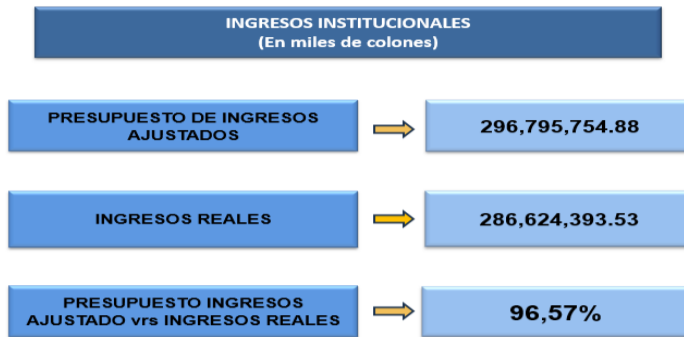 INGRESOS INSTITUCIONALES
(En miles de colones)
PRESUPUESTO DE INGRESOS
AJUSTADOS
296,795,754.88
INGRESOS REALES
286,624,393.53
PRESUPUESTO INGRESOS
AJUSTADO vrs INGRESOS REALES
96,57%